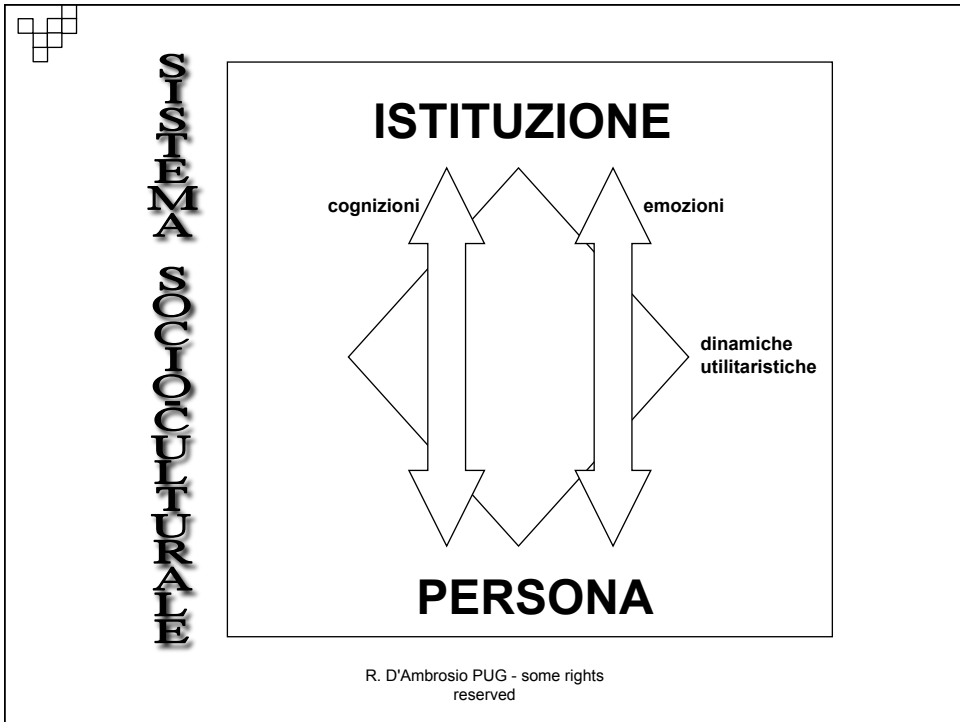 SISTEMA SOCIO-CULTURALE
ISTITUZIONE
cognizioni
emozioni
dinamiche
utilitaristiche
PERSONA
R. D'Ambrosio PUG - some rights
reserved